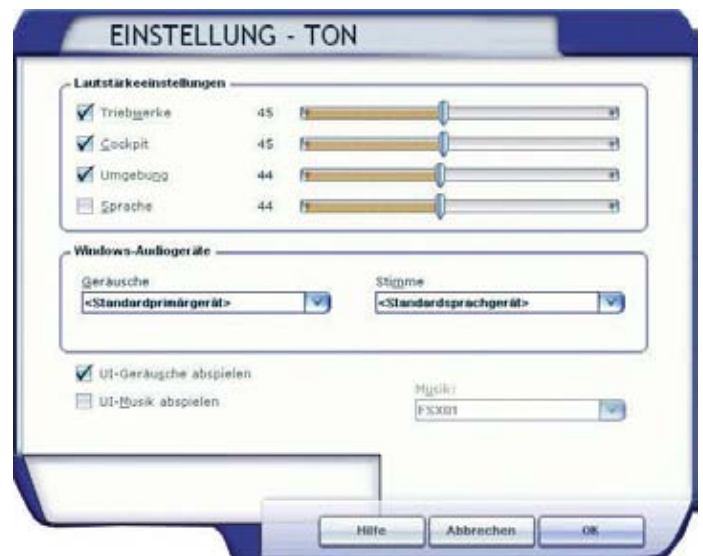 EINSTELLUNG - TON
Lautstärkeeinstellungen
Triebwerke 45
Cockpit 45
Umgebung 44
Sprache 44
Windows-Audiogeräte
Geräusche Stimme
<Standardprimärgerät> <Standardsprachgerät>
UI-Geräusche abspielen
UI-Musik abspielen
Musik:
FSX01
Hilfe Abbrechen OK